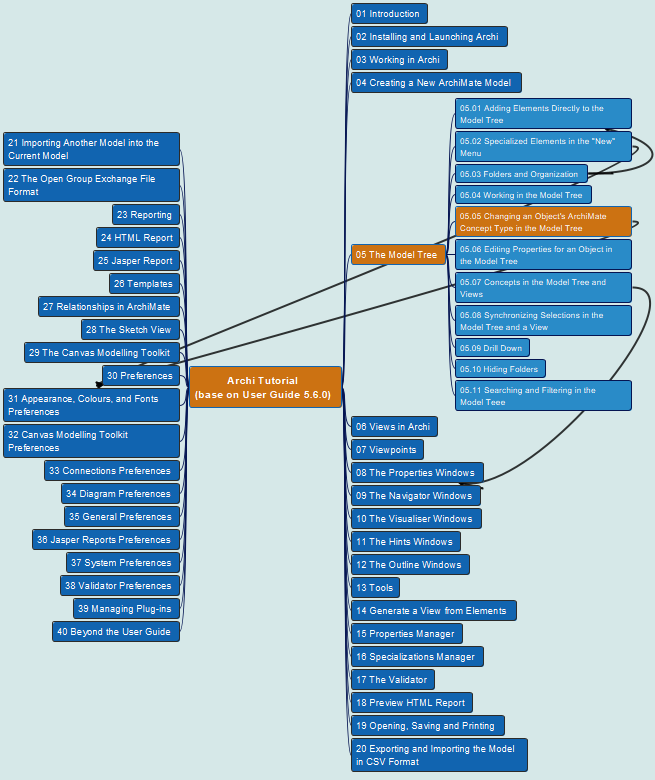 Archi Tutorial
(base on User Guide 5.6.0)
01 Introduction
02 Installing and Launching Archi
03 Working in Archi
04 Creating a New ArchiMate Model
05 The Model Tree
05.01 Adding Elements Directly to the
Model Tree
05.02 Specialized Elements in the "New"
Menu
05.03 Folders and Organization
05.04 Working in the Model Tree
05.05 Changing an Object's ArchiMate
Concept Type in the Model Tree
05.06 Editing Properties for an Object in
the Model Tree
05.07 Concepts in the Model Tree and
Views
05.08 Synchronizing Selections in the
Model Tree and a View
05.09 Drill Down
05.10 Hiding Folders
05.11 Searching and Filtering in the
Model Teee
06 Views in Archi
07 Viewpoints
08 The Properties Windows
09 The Navigator Windows
10 The Visualiser Windows
11 The Hints Windows
12 The Outline Windows
13 Tools
14 Generate a View from Elements
15 Properties Manager
16 Specializations Manager
17 The Validator
18 Preview HTML Report
19 Opening, Saving and Printing
20 Exporting and Importing the Model
in CSV Format
21 Importing Another Model into the
Current Model
22 The Open Group Exchange File
Format
23 Reporting
24 HTML Report
25 Jasper Report
26 Templates
27 Relationships in ArchiMate
28 The Sketch View
29 The Canvas Modelling Toolkit
30 Preferences
31 Appearance, Colours, and Fonts
Preferences
32 Canvas Modelling Toolkit
Preferences
33 Connections Preferences
34 Diagram Preferences
35 General Preferences
36 Jasper Reports Preferences
37 System Preferences
38 Validator Preferences
39 Managing Plug-ins
40 Beyond the User Guide